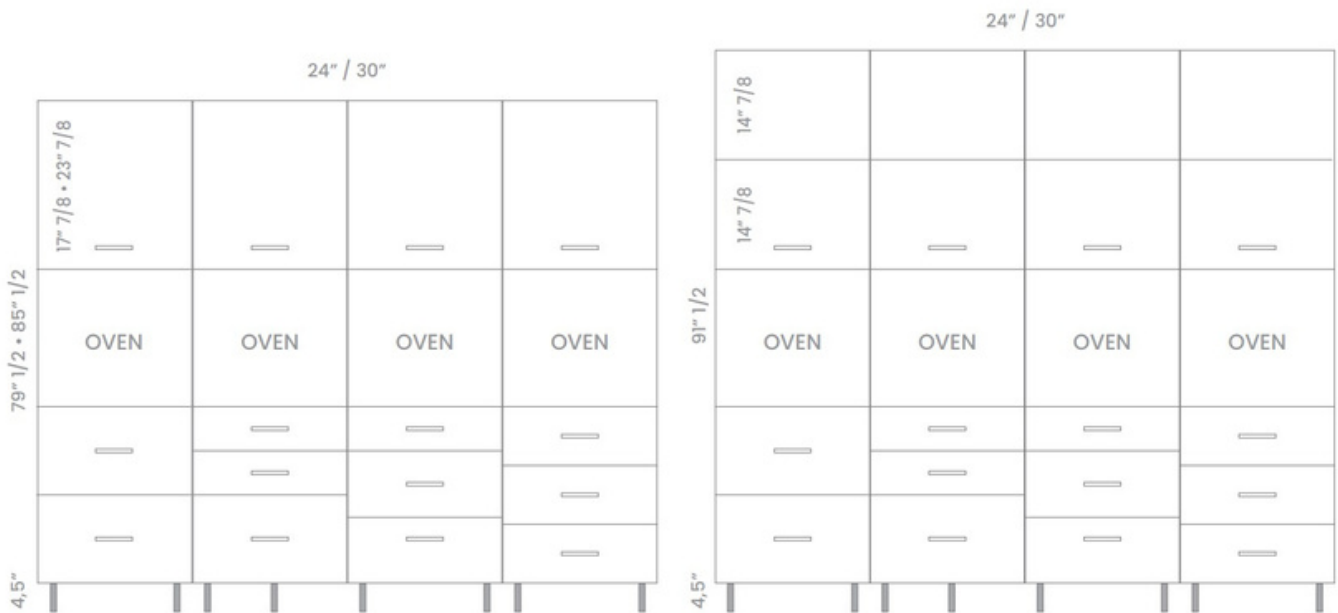 24" / 30"
17" 7/8 • 23" 7/8
79" 1/2 • 85" 1/2
OVEN OVEN OVEN OVEN
4,5"
24" / 30"
14" 7/8
14" 7/8
91" 1/2
OVEN OVEN OVEN OVEN
4,5"